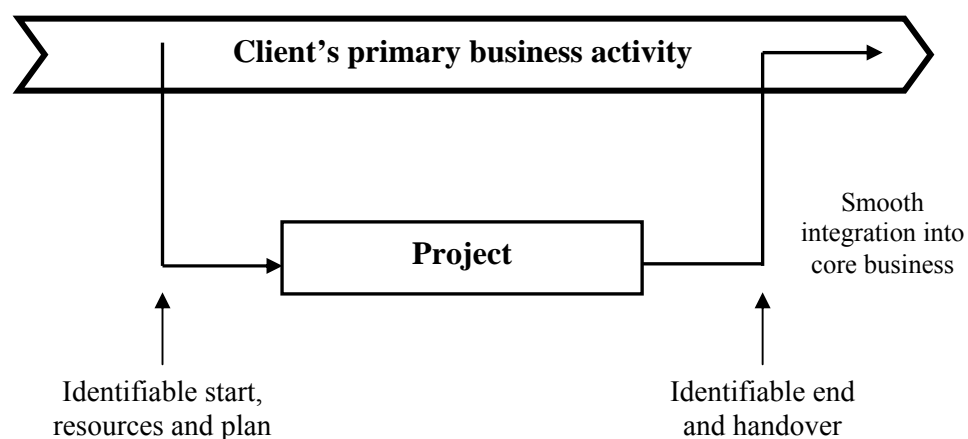 Client’s primary business activity
Project
Smooth
integration into
core business
Identifiable start,
resources and plan
Identifiable end
and handover